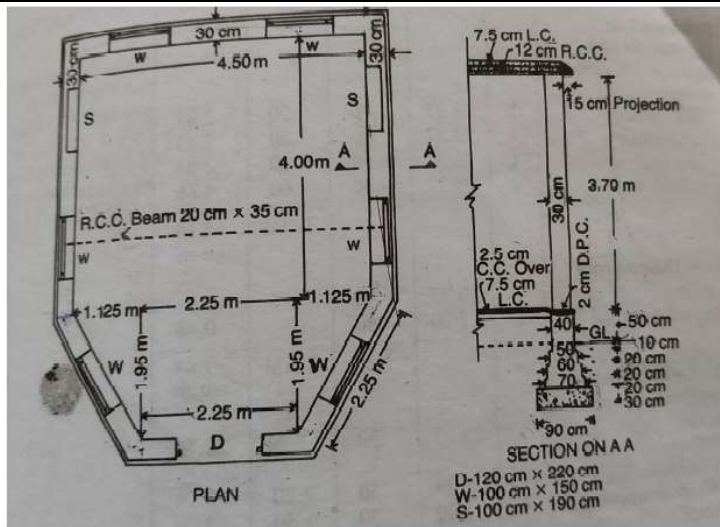 30 cm
W
W
30 cm
30 cm
4.50 m
S
S
4.00m
A
R.C.C. Beam 20 cm × 35 cm
W
W
1.125 m
2.25 m
1.125m
W
1.95 m
1.95 m
W
2.25 m
2.25 m
D
PLAN
7.5 cm L.C.
12 cm R.C.C.
15 cm Projection
A
30 cm
3.70 m
2 cm D.P.C.
2.5 cm
C.C. Over
7.5 cm
L.C.
40
GL
50 cm
10 cm
50
20 cm
60
20 cm
70
20 cm
30 cm
90 cm
SECTION ON A A
D-120 cm × 220 cm
W-100 cm × 150 cm
S-100 cm × 190 cm